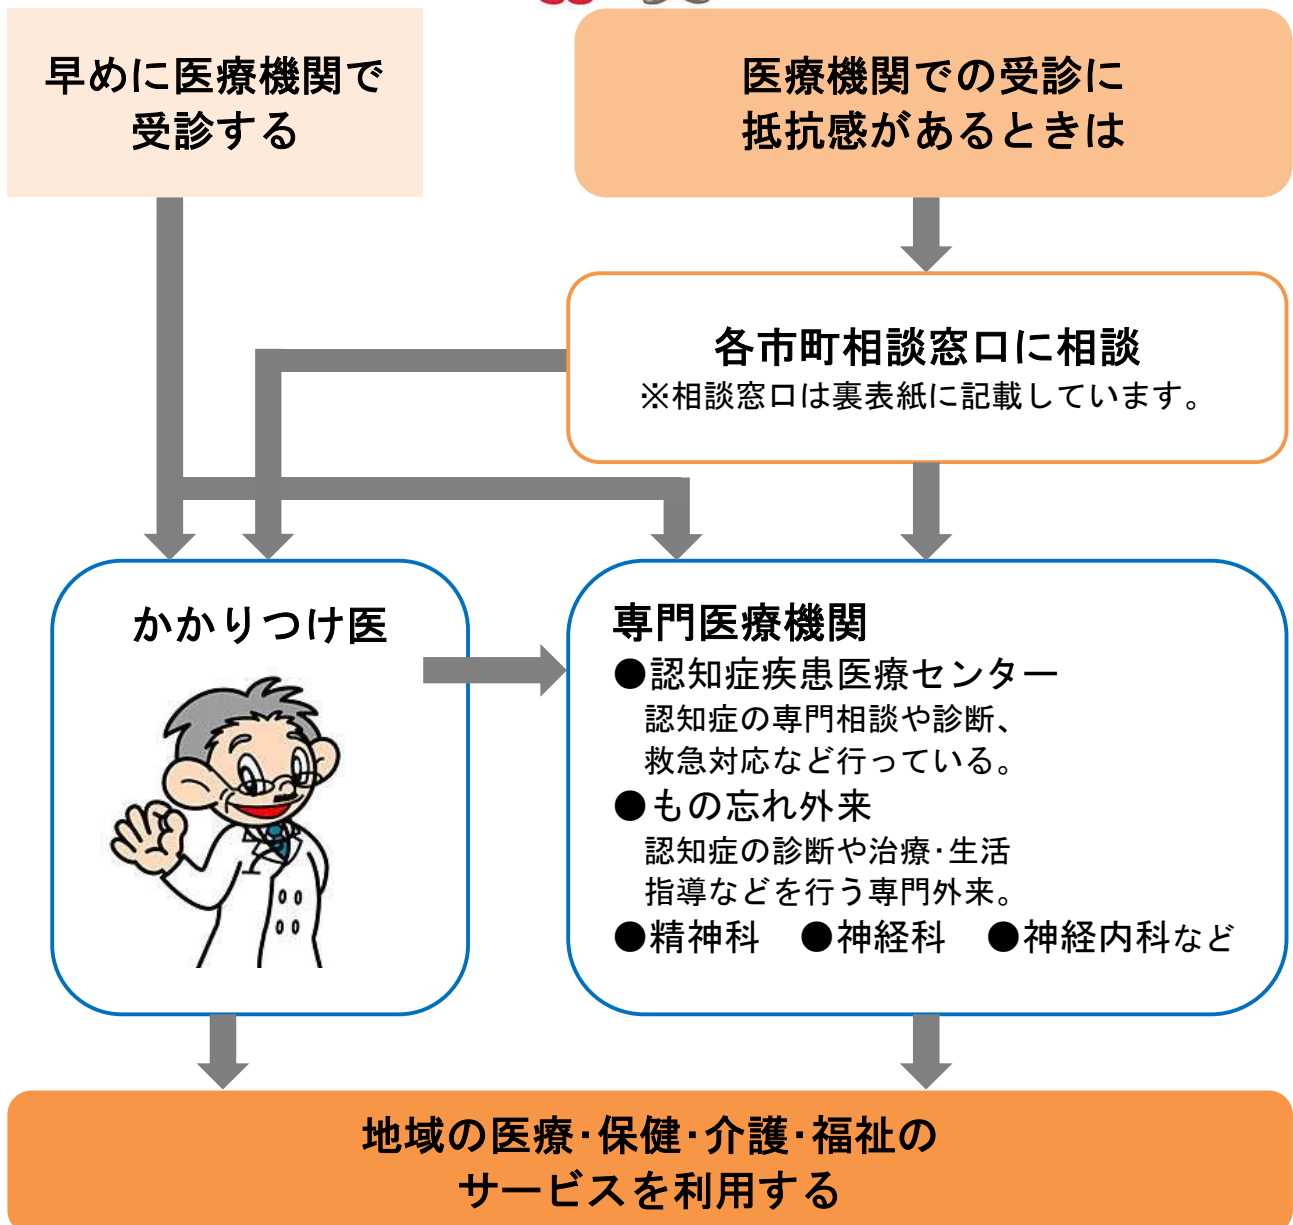 早めに医療機関で
受診する
医療機関での受診に
抵抗感があるときは
各市町相談窓口に相談
※相談窓口は裏表紙に記載しています。
かかりつけ医
専門医療機関
●認知症疾患医療センター
認知症の専門相談や診断、
救急対応など行っている。
●もの忘れ外来
認知症の診断や治療・生活
指導などを行う専門外来。
●精神科 ●神経科 ●神経内科など
地域の医療・保健・介護・福祉の
サービスを利用する